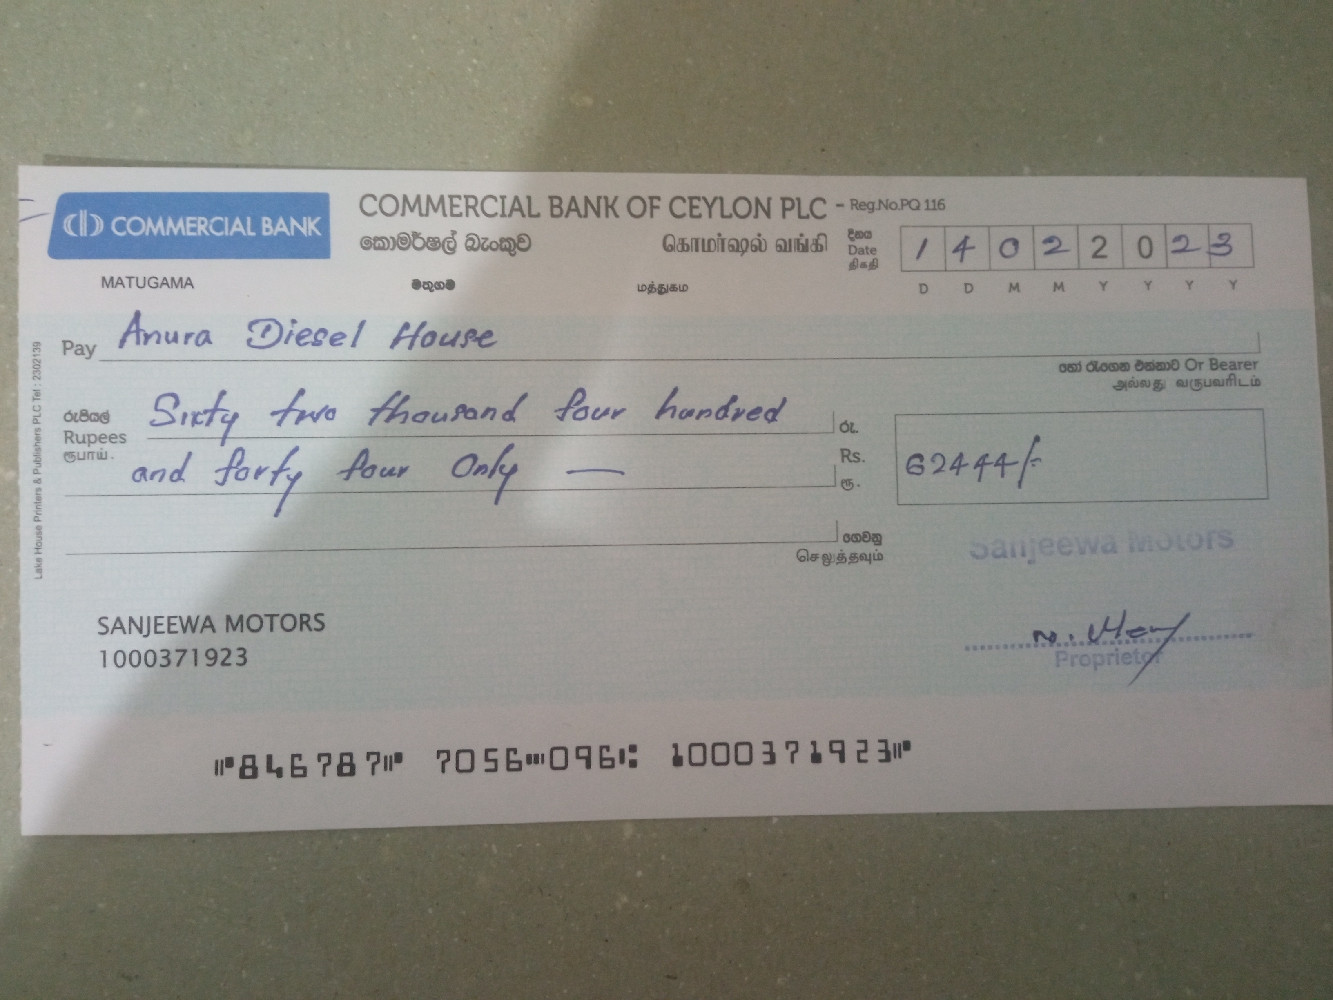 COMMERCIAL BANK
COMMERCIAL BANK OF CEYLON PLC - Reg.No.PQ 116
කොමර්ෂල් බැංකුව கொமர்ஷல் வங்கி
MATUGAMA මතුගම மத்துகம
දිනය
Date
திகதி
1 4 0 2 2 0 2 3
D D M M Y Y Y Y
Pay Anura Diesel House
හෝ රැගෙන එන්නාට Or Bearer
அல்லது வருபவரிடம்
රුපියල්
Rupees
ரூபாய்.
Sixty two thousand four hundred
and forty four Only —
රු.
Rs.
ரூ.
62444/-
ගෙවනු
செலுத்தவும்
Lake House Printers & Publishers PLC Tel : 2302139
Sanjeewa Motors
SANJEEWA MOTORS
1000371923
Proprietor
⑈846787⑈ 7056⑉096⑆ 1000371923⑈